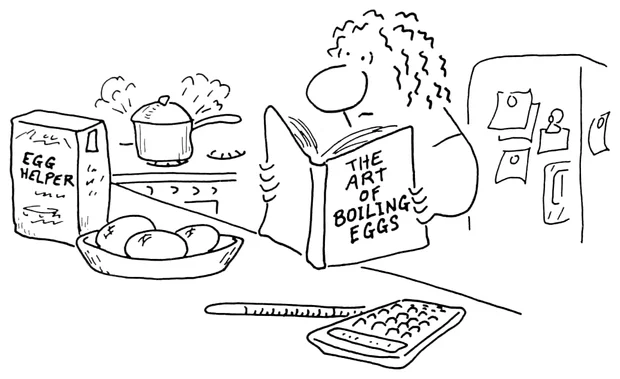 EGG
HELPER
THE
ART
OF
BOILING
EGGS